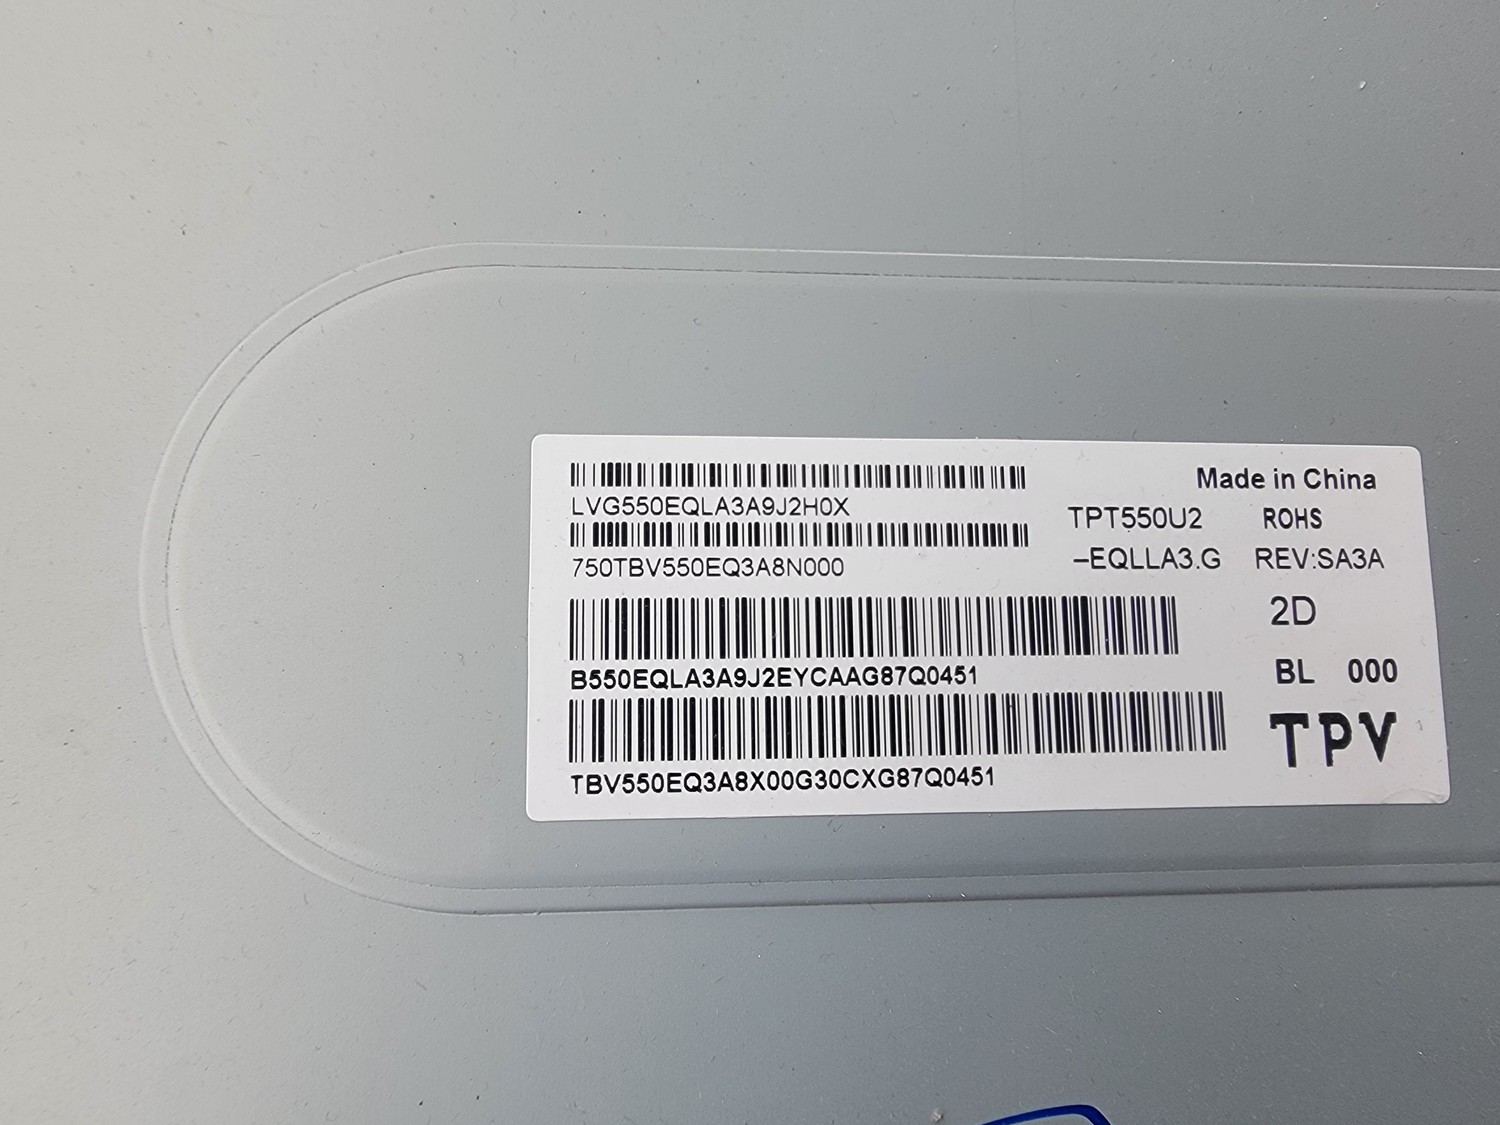 Made in China
LVG550EQLA3A9J2H0X
TPT550U2 ROHS
750TBV550EQ3A8N000
-EQLLA3.G REV:SA3A
2D
B550EQLA3A9J2EYCAAG87Q0451
BL 000
TPV
TBV550EQ3A8X00G30CXG87Q0451